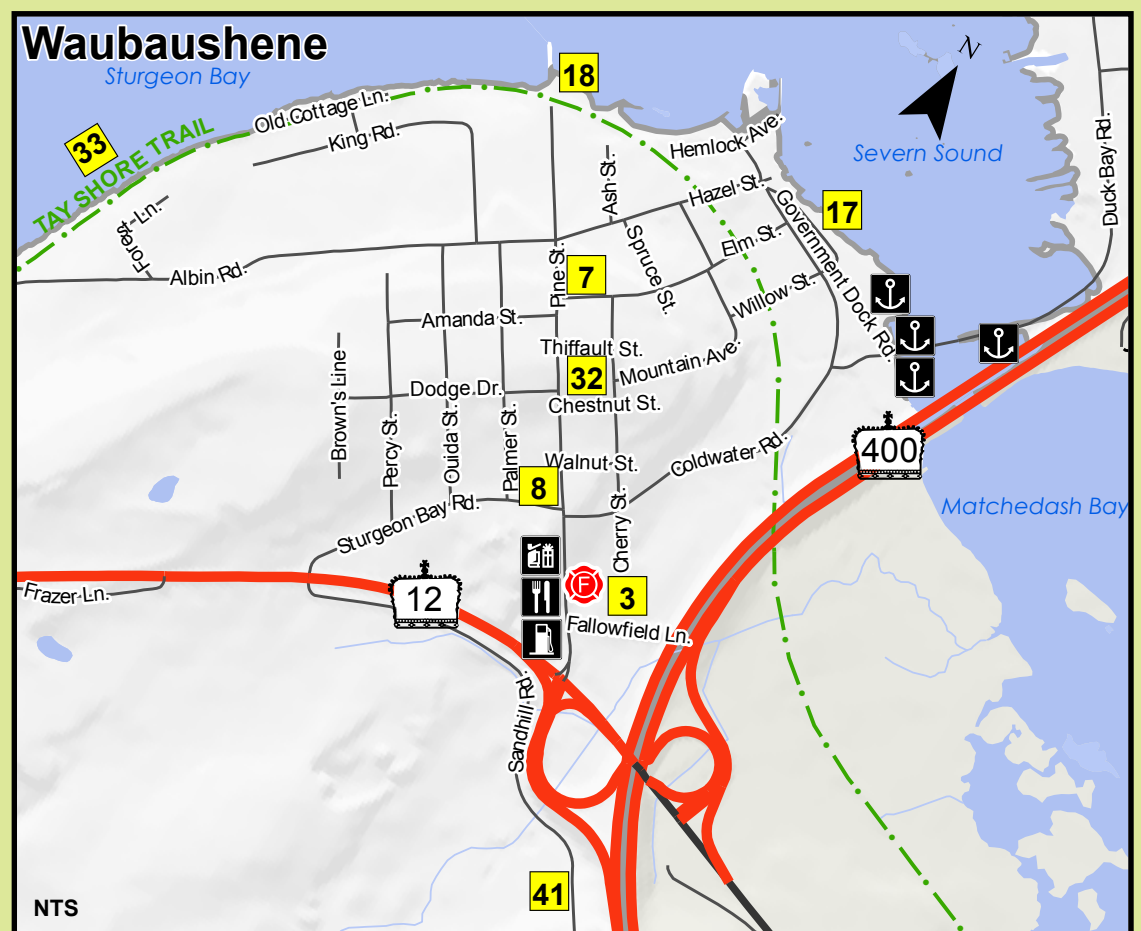 Waubaushene
Sturgeon Bay
N
18
Old Cottage Ln.
33
TAY SHORE TRAIL
King Rd.
Hemlock Ave.
Severn Sound
Duck Bay Rd.
Ash St.
Hazel St.
17
Forest Ln.
Government Dock Rd.
Elm St.
Spruce St.
Albin Rd.
Pine St.
7
Willow St.
Amanda St.
Thiffault St.
Mountain Ave.
32
Dodge Dr.
Chestnut St.
Brown's Line
Percy St.
Ouida St.
Palmer St.
400
Walnut St.
Coldwater Rd.
8
Matchedash Bay
Sturgeon Bay Rd.
Cherry St.
F
3
12
Frazer Ln.
Fallowfield Ln.
Sandhill Rd.
41
NTS